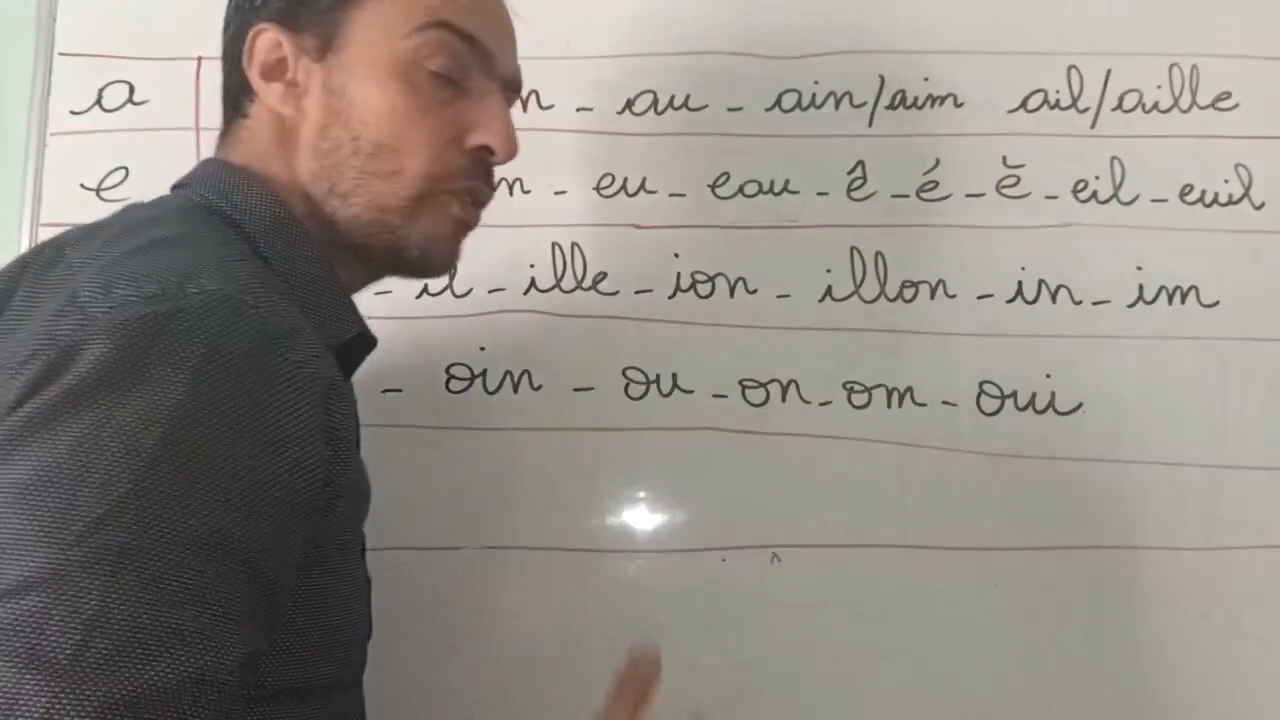 a n - au - ain/aim ail/aille
e m - eu - eau - ê - é - ě - eil - euil
- il - ille - ion - illon - in - im
- oin - ou - on - om - oui